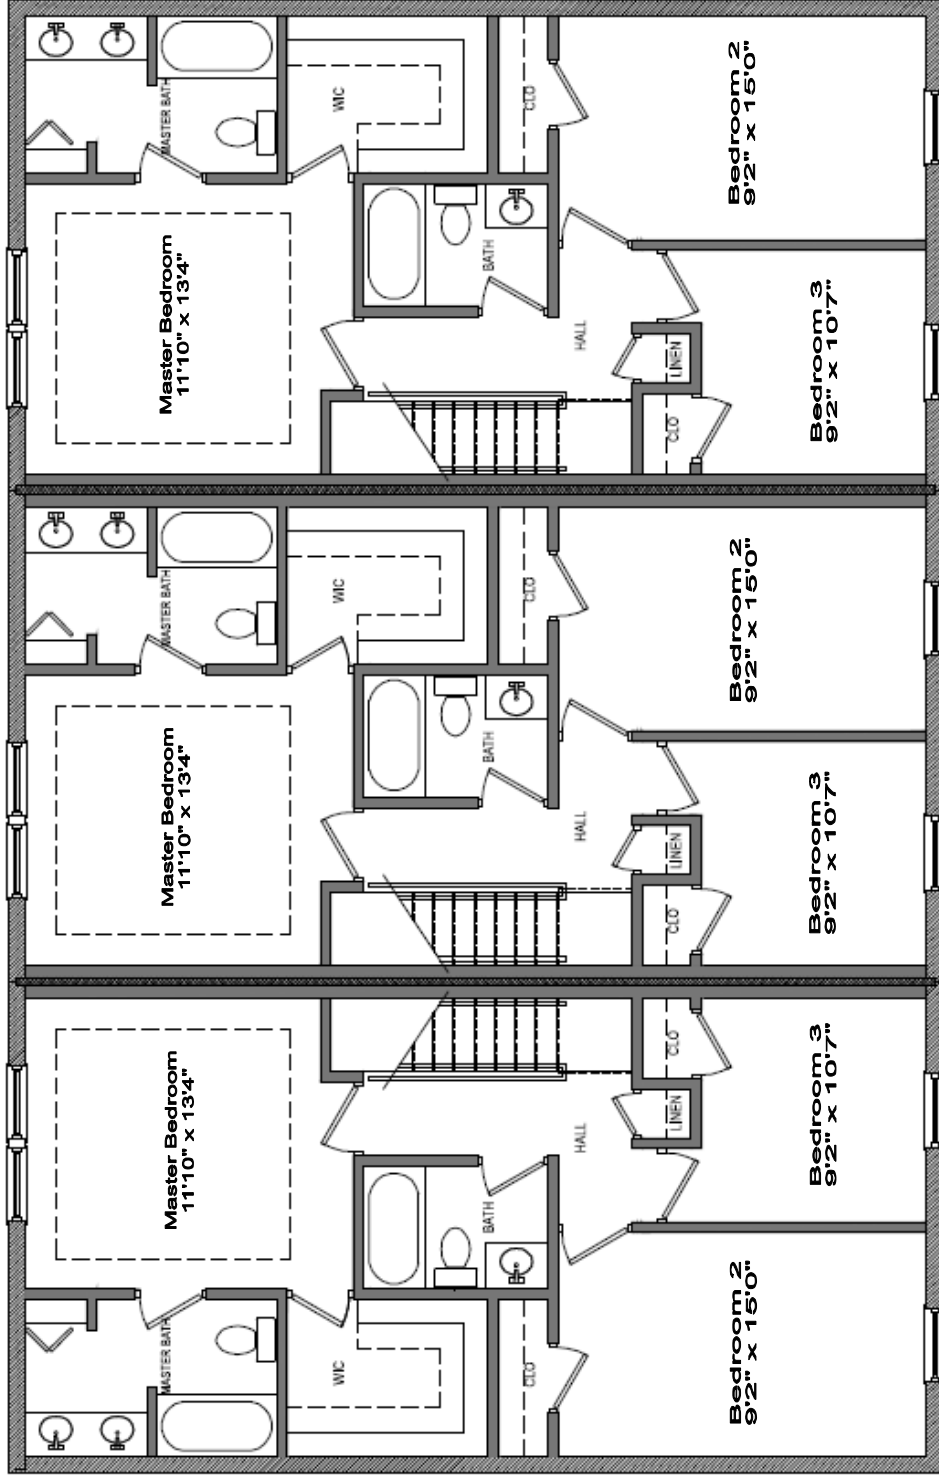 MASTER BATH
WIC
CLO
Bedroom 2
9'2" x 15'0"
Master Bedroom
11'10" x 13'4"
BATH
HALL
LINEN
CLO
Bedroom 3
9'2" x 10'7"
MASTER BATH
WIC
CLO
Bedroom 2
9'2" x 15'0"
Master Bedroom
11'10" x 13'4"
BATH
HALL
LINEN
CLO
Bedroom 3
9'2" x 10'7"
Master Bedroom
11'10" x 13'4"
CLO
LINEN
HALL
Bedroom 3
9'2" x 10'7"
BATH
MASTER BATH
WIC
CLO
Bedroom 2
9'2" x 15'0"